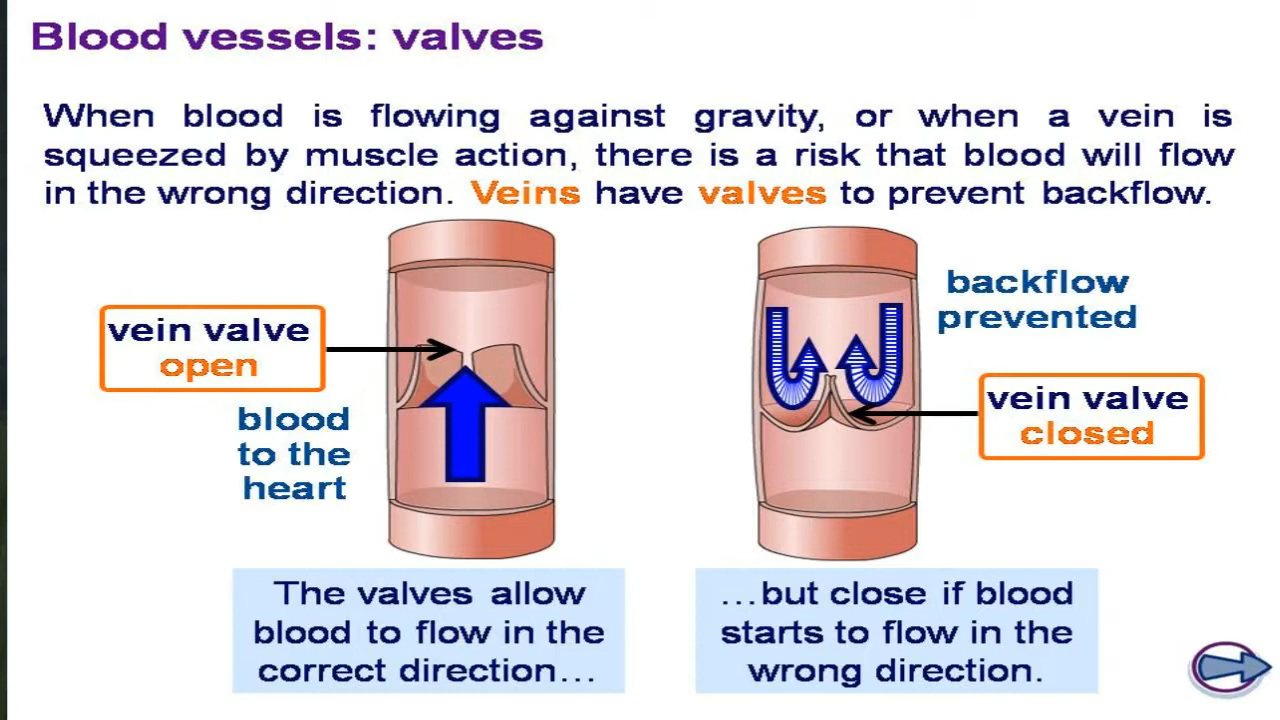 Blood vessels: valves
When blood is flowing against gravity, or when a vein is
squeezed by muscle action, there is a risk that blood will flow
in the wrong direction. Veins have valves to prevent backflow.
vein valve
open
blood
to the
heart
backflow
prevented
vein valve
closed
The valves allow
blood to flow in the
correct direction…
…but close if blood
starts to flow in the
wrong direction.